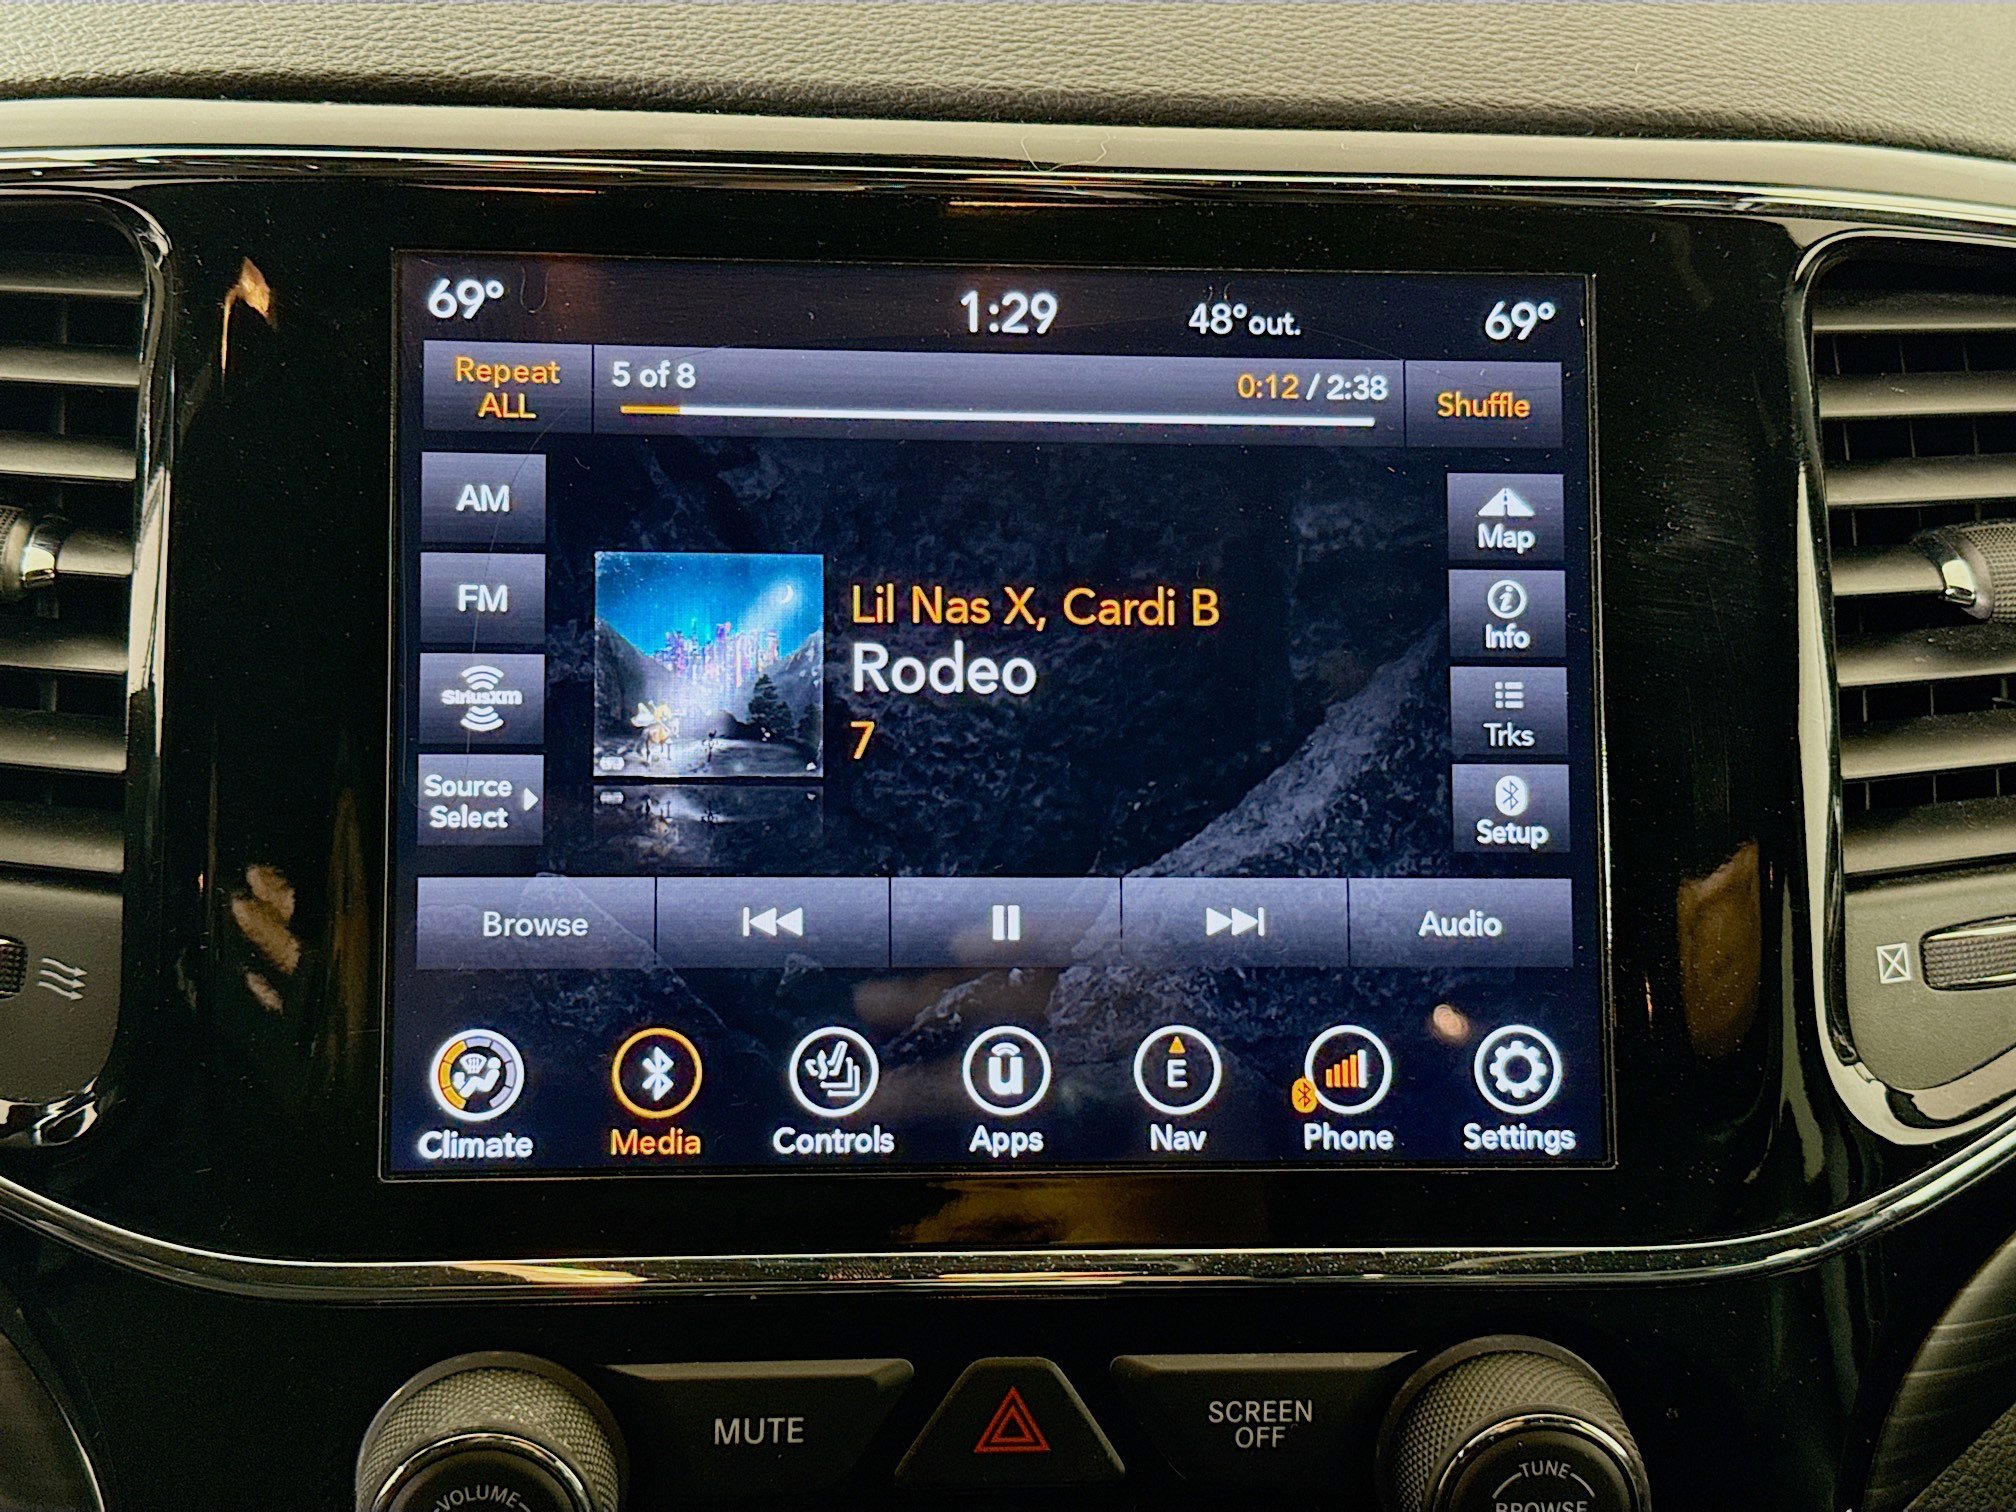 69°
1:29
48°out.
69°
Repeat
ALL
5 of 8
0:12 / 2:38
Shuffle
AM
FM
SiriusXM
Source
Select
Lil Nas X, Cardi B
Rodeo
7
Map
Info
Trks
Setup
Browse
Audio
u
E
Climate
Media
Controls
Apps
Nav
Phone
Settings
MUTE
SCREEN
OFF
VOLUME
TUNE
BROWSE